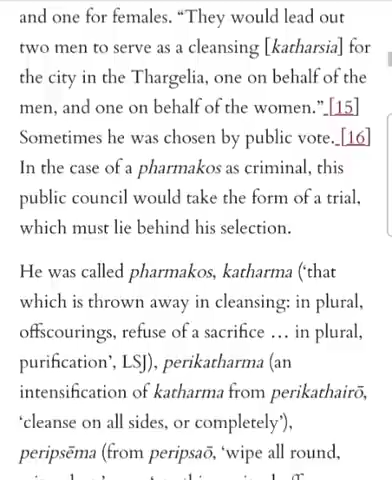 and one for females. “They would lead out
two men to serve as a cleansing [katharsia] for
the city in the Thargelia, one on behalf of the
men, and one on behalf of the women.” [15]
Sometimes he was chosen by public vote. [16]
In the case of a pharmakos as criminal, this
public council would take the form of a trial,
which must lie behind his selection.
He was called pharmakos, katharma (‘that
which is thrown away in cleansing: in plural,
offscourings, refuse of a sacrifice … in plural,
purification’, LSJ), perikatharma (an
intensification of katharma from perikathairō,
‘cleanse on all sides, or completely’),
peripsēma (from peripsaō, ‘wipe all round,